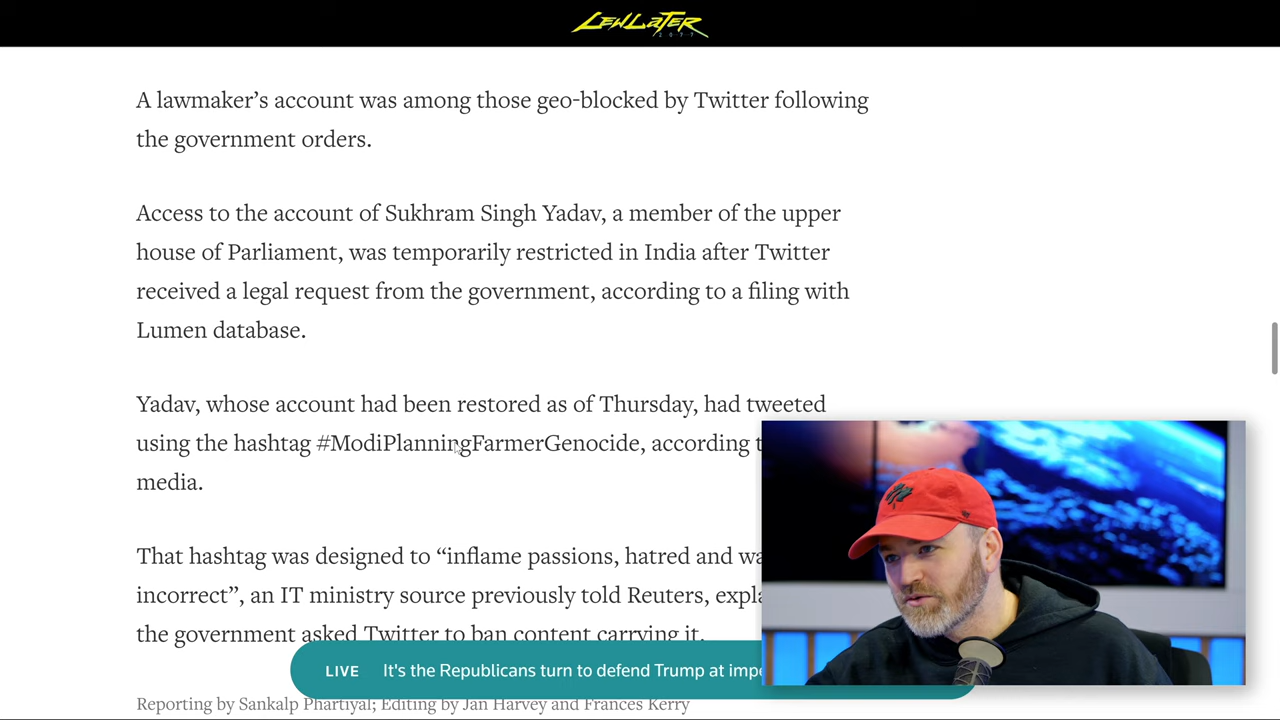 LEWLATER
2077
A lawmaker’s account was among those geo-blocked by Twitter following
the government orders.
Access to the account of Sukhram Singh Yadav, a member of the upper
house of Parliament, was temporarily restricted in India after Twitter
received a legal request from the government, according to a filing with
Lumen database.
Yadav, whose account had been restored as of Thursday, had tweeted
using the hashtag #ModiPlanningFarmerGenocide, according
media.
That hashtag was designed to “inflame passions, hatred and
incorrect”, an IT ministry source previously told Reuters,
the government asked Twitter to ban content carrying it.
LIVE It's the Republicans turn to defend Trump at
Reporting by Sankalp Phartiyal; Editing by Jan Harvey and Frances Kerry